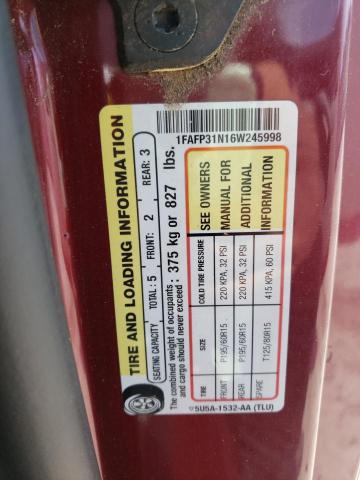 1FAFP31N16W245998
TIRE AND LOADING INFORMATION
SEATING CAPACITY TOTAL: 5 FRONT: 2 REAR: 3
The combined weight of occupants
and cargo should never exceed: 375 kg or 827 lbs.
TIRE SIZE COLD TIRE PRESSURE
FRONT P195/60R15 220 KPA, 32 PSI
REAR P195/60R15 220 KPA, 32 PSI
SPARE T125/80R15 415 KPA, 60 PSI
SEE OWNERS
MANUAL FOR
ADDITIONAL
INFORMATION
5U5A-1532-AA (TLU)